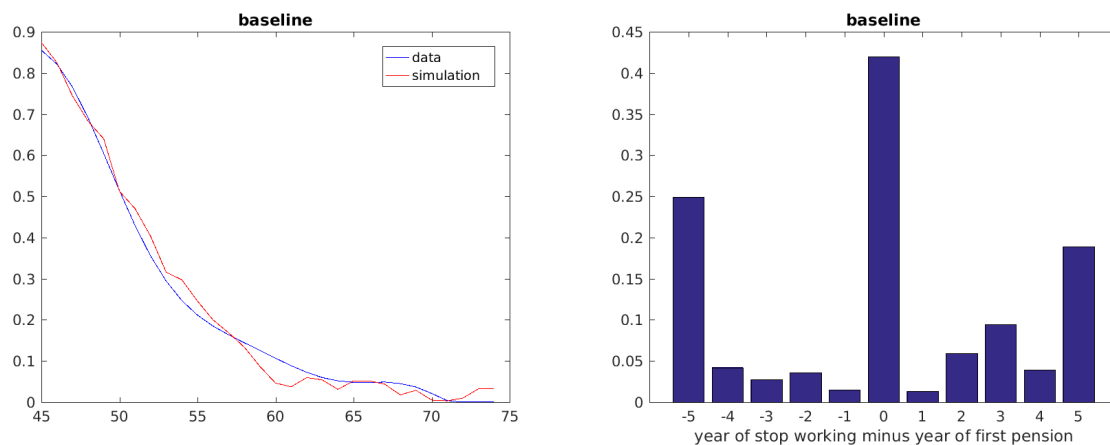 baseline
0.9
0.8
0.7
0.6
0.5
0.4
0.3
0.2
0.1
0
45 50 55 60 65 70 75
data
simulation
baseline
0.45
0.4
0.35
0.3
0.25
0.2
0.15
0.1
0.05
0
-5 -4 -3 -2 -1 0 1 2 3 4 5
year of stop working minus year of first pension